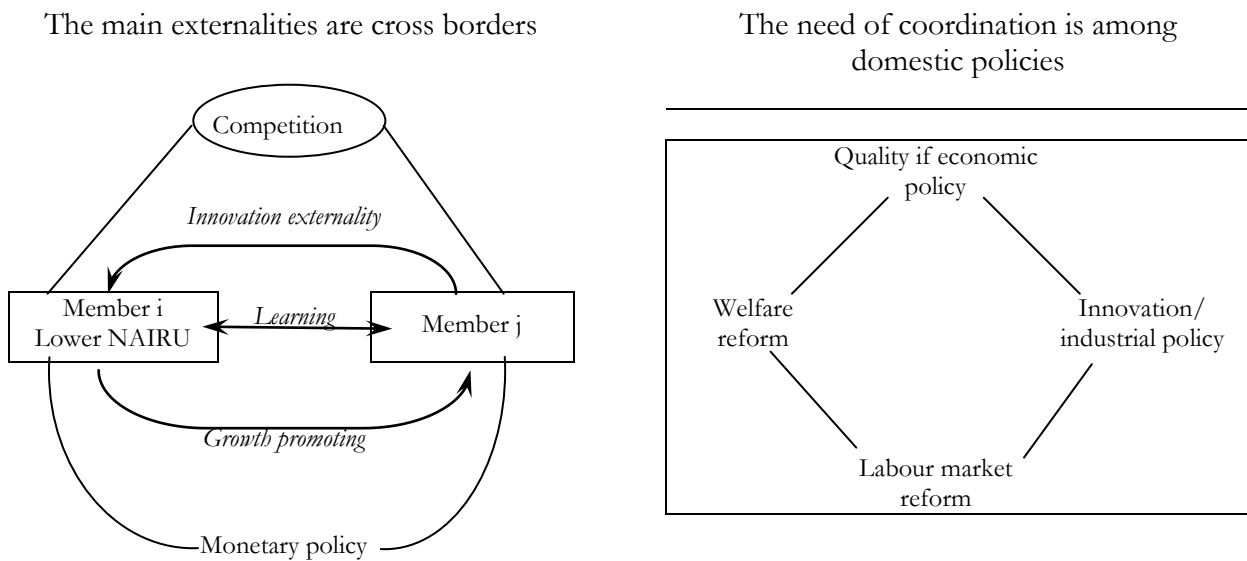 The main externalities are cross borders
Competition
Innovation externality
Member i
Lower NAIRU
Learning
Member j
Growth promoting
Monetary policy
The need of coordination is among
domestic policies
Quality if economic
policy
Welfare
reform
Innovation/
industrial policy
Labour market
reform